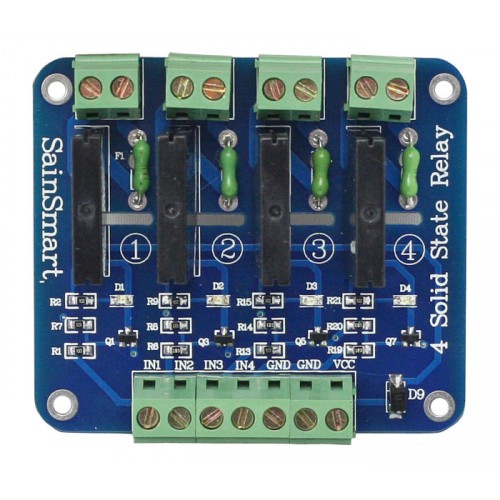 SainSmart
4 Solid State Relay
F1
1
2
3
4
D1
D2
D3
D4
R2
R9
R15
R21
R7
R8
R14
R20
R1
R6
R13
R19
Q1
Q3
Q5
Q7
IN1
IN2
IN3
IN4
GND
GND
VCC
D9